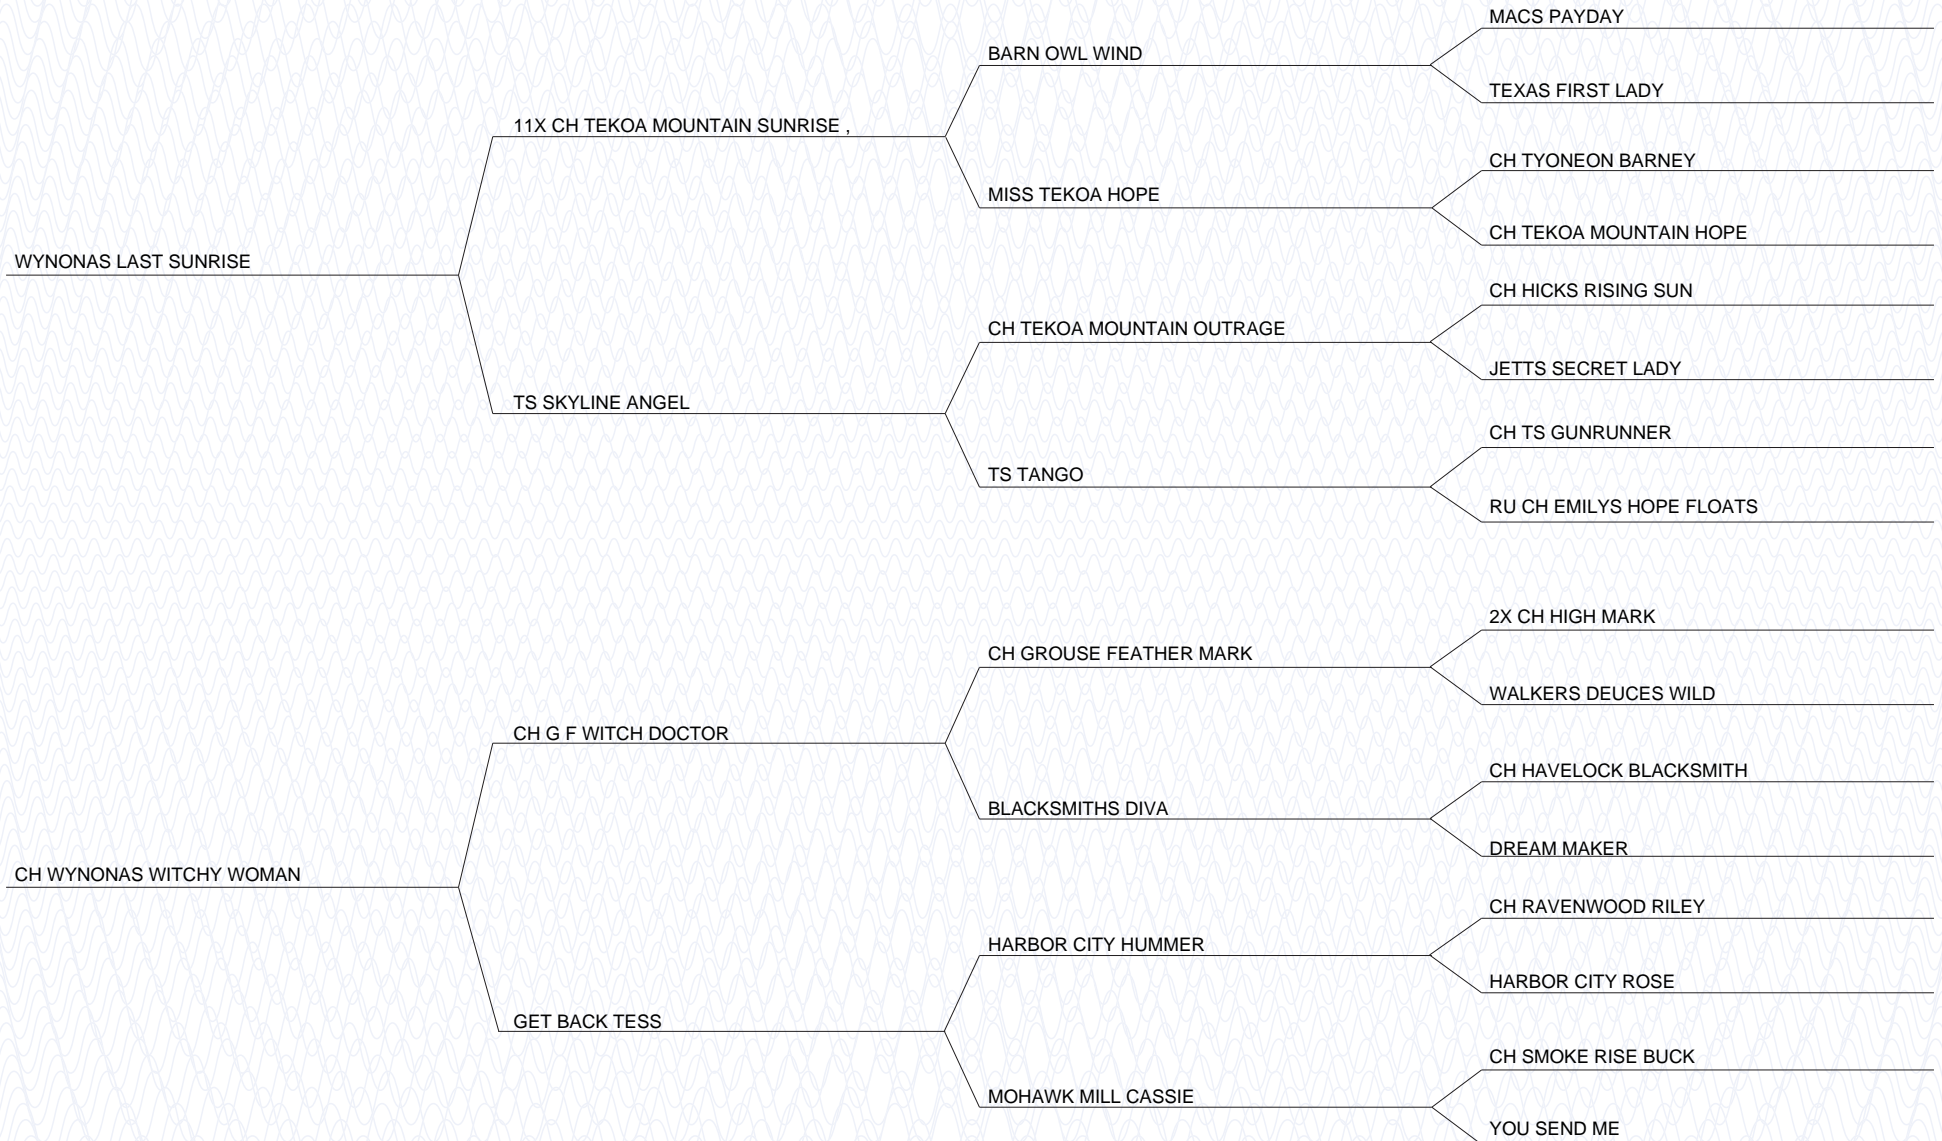 MACS PAYDAY
BARN OWL WIND
TEXAS FIRST LADY
11X CH TEKOA MOUNTAIN SUNRISE ,
CH TYONEON BARNEY
MISS TEKOA HOPE
CH TEKOA MOUNTAIN HOPE
WYNONAS LAST SUNRISE
CH HICKS RISING SUN
CH TEKOA MOUNTAIN OUTRAGE
JETTS SECRET LADY
TS SKYLINE ANGEL
CH TS GUNRUNNER
TS TANGO
RU CH EMILYS HOPE FLOATS
2X CH HIGH MARK
CH GROUSE FEATHER MARK
WALKERS DEUCES WILD
CH G F WITCH DOCTOR
CH HAVELOCK BLACKSMITH
BLACKSMITHS DIVA
DREAM MAKER
CH WYNONAS WITCHY WOMAN
CH RAVENWOOD RILEY
HARBOR CITY HUMMER
HARBOR CITY ROSE
GET BACK TESS
CH SMOKE RISE BUCK
MOHAWK MILL CASSIE
YOU SEND ME